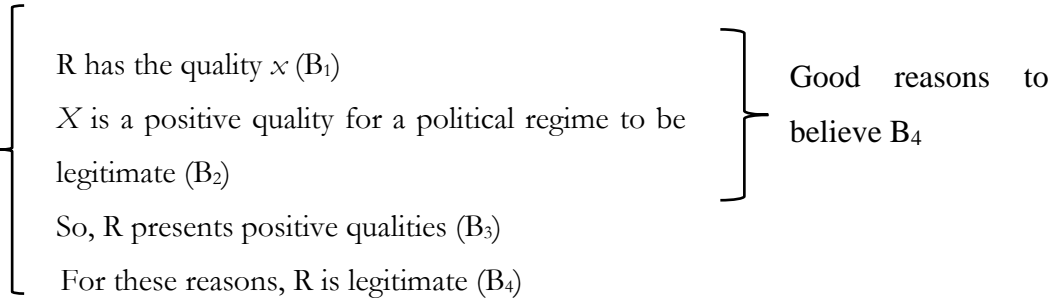 R has the quality x (B₁)
X is a positive quality for a political regime to be
legitimate (B₂)
So, R presents positive qualities (B₃)
For these reasons, R is legitimate (B₄)
Good reasons to
believe B₄